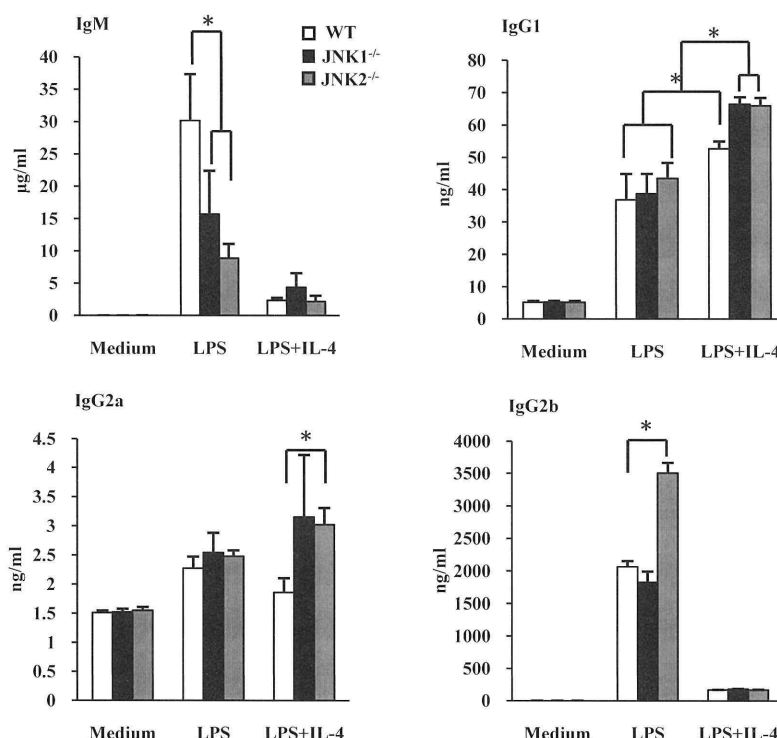 IgM
*
WT
JNK1-/-
JNK2-/-
40
35
30
25
20
15
10
5
0
µg/ml
Medium LPS LPS+IL-4
IgG1
*
*
80
70
60
50
40
30
20
10
0
ng/ml
Medium LPS LPS+IL-4
IgG2a
*
4.5
4
3.5
3
2.5
2
1.5
1
0.5
0
ng/ml
Medium LPS LPS+IL-4
IgG2b
*
4000
3500
3000
2500
2000
1500
1000
500
0
ng/ml
Medium LPS LPS+IL-4